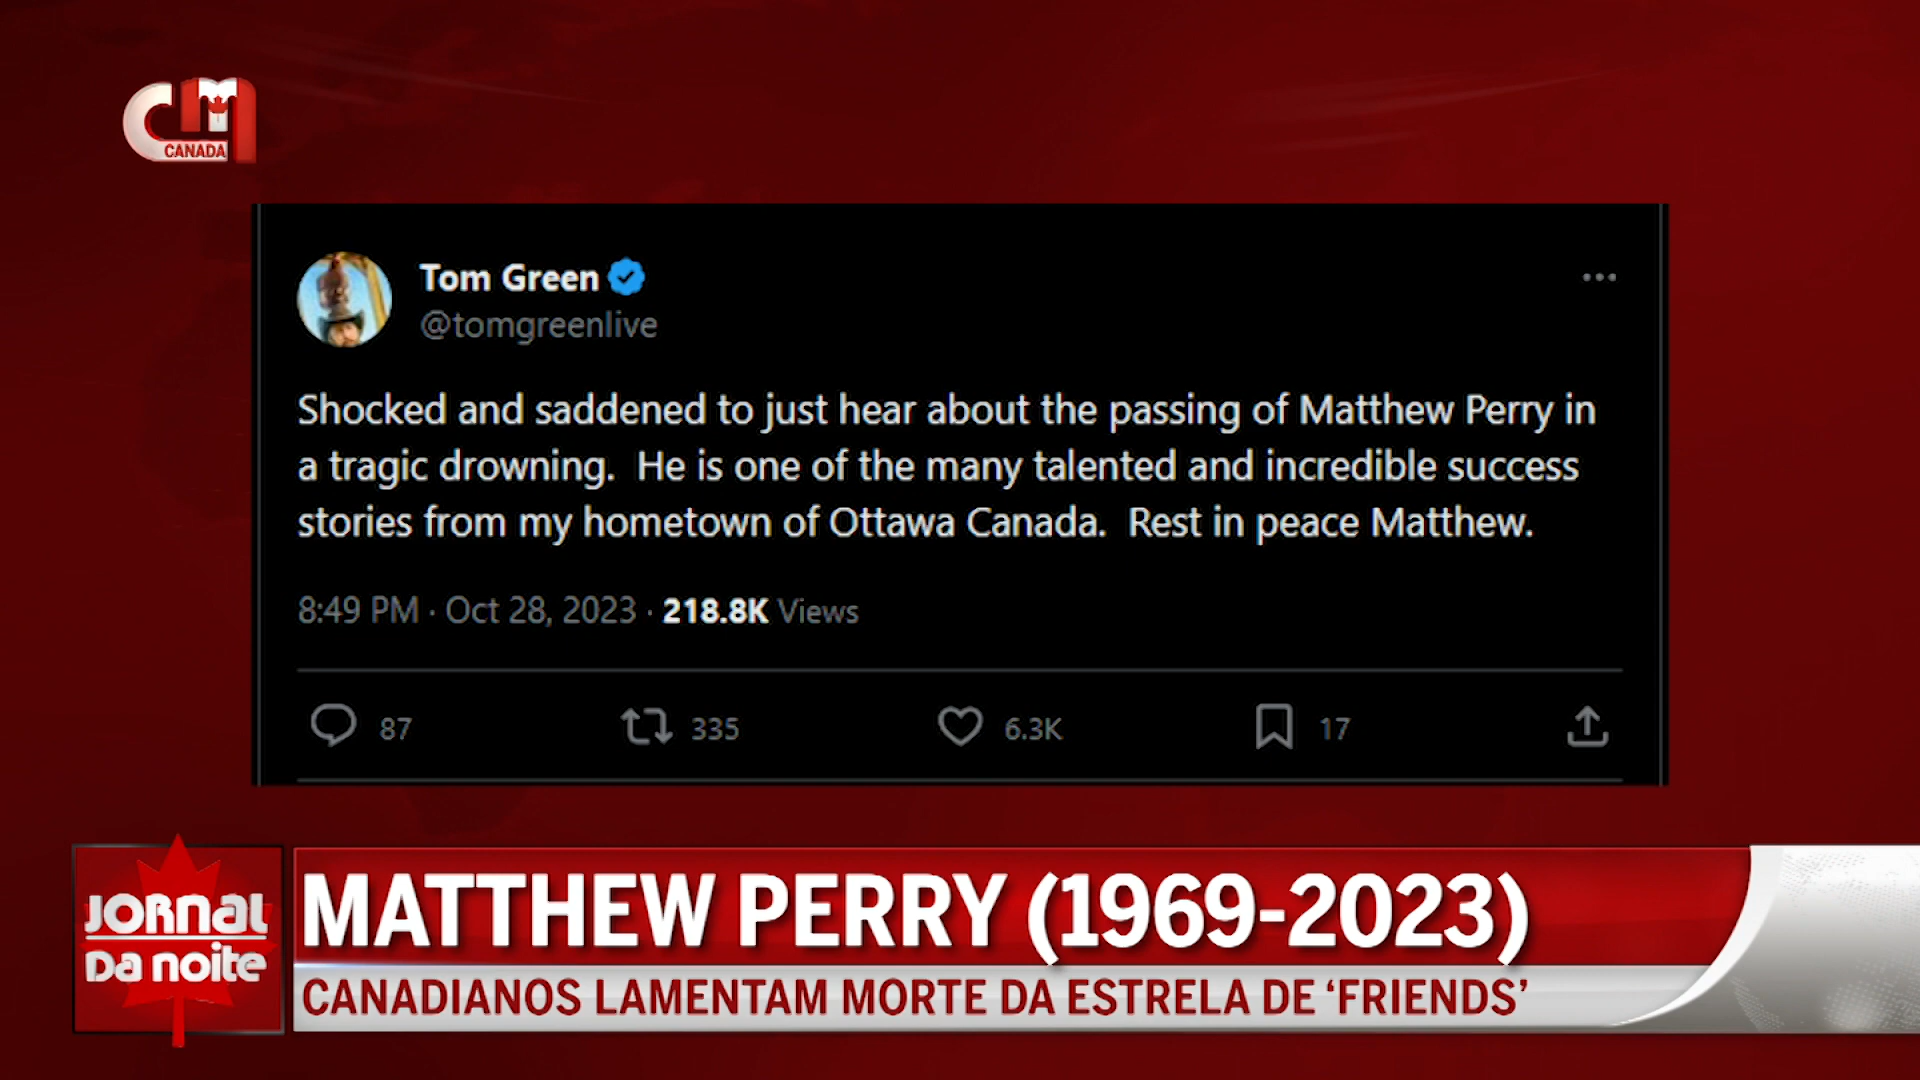 CM
CANADA
Tom Green
@tomgreenlive
Shocked and saddened to just hear about the passing of Matthew Perry in
a tragic drowning.  He is one of the many talented and incredible success
stories from my hometown of Ottawa Canada.  Rest in peace Matthew.
8:49 PM · Oct 28, 2023 · 218.8K Views
87 335 6.3K 17
JORNAL
DA NOITE
MATTHEW PERRY (1969-2023)
CANADIANOS LAMENTAM MORTE DA ESTRELA DE ‘FRIENDS’